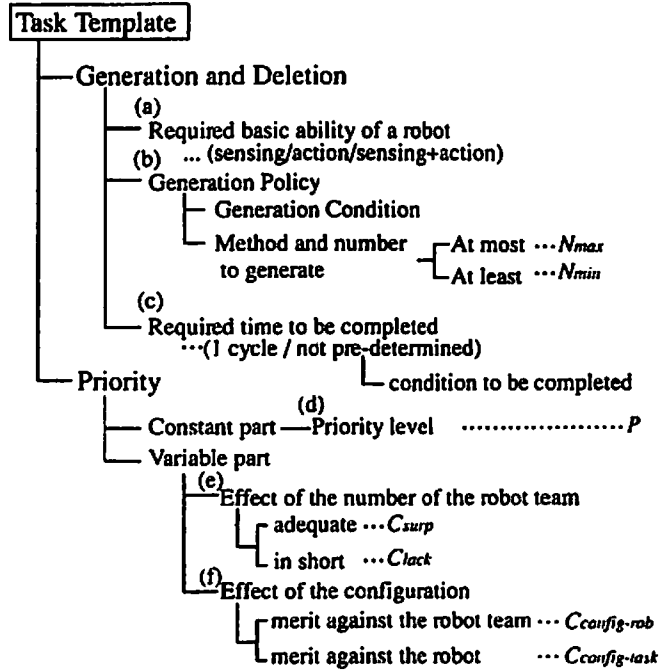 Task Template
Generation and Deletion
(a)
Required basic ability of a robot
... (sensing/action/sensing+action)
(b)
Generation Policy
Generation Condition
Method and number
to generate
At most ... Nmax
At least ... Nmin
(c)
Required time to be completed
...(1 cycle / not pre-determined)
condition to be completed
Priority
(d)
Constant part Priority level ..................... P
Variable part
(e)
Effect of the number of the robot team
adequate ... Csurp
in short ... Clack
(f)
Effect of the configuration
merit against the robot team ... Cconfig-rob
merit against the robot ... Cconfig-task